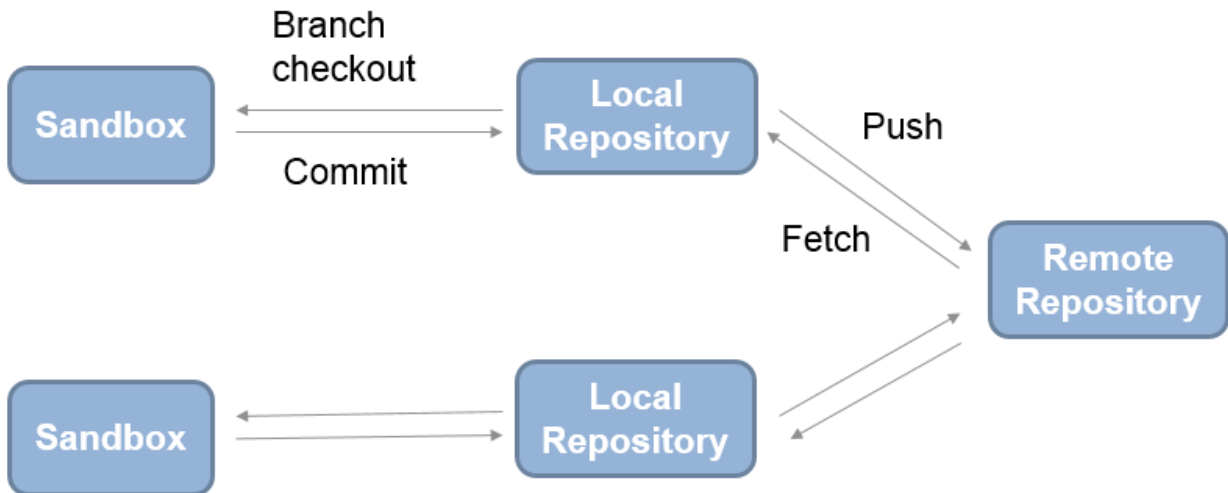 Branch
checkout
Sandbox
Local
Repository
Commit
Push
Fetch
Remote
Repository
Sandbox
Local
Repository